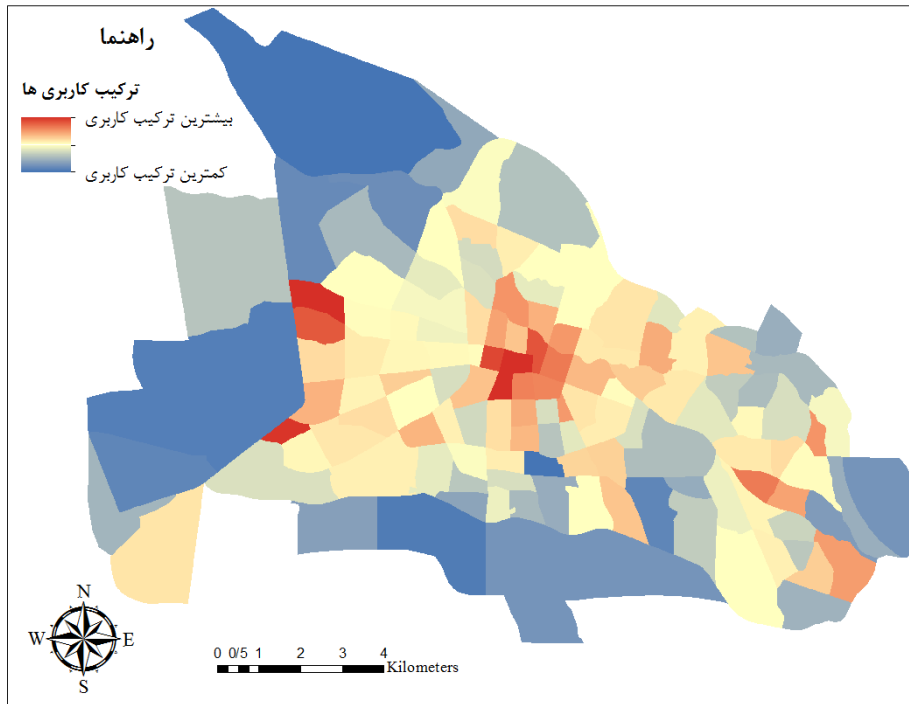 راهنما
ترکیب کاربری ها
بیشترین ترکیب کاربری
کمترین ترکیب کاربری
N
W E
S
0 0/5 1 2 3 4
Kilometers